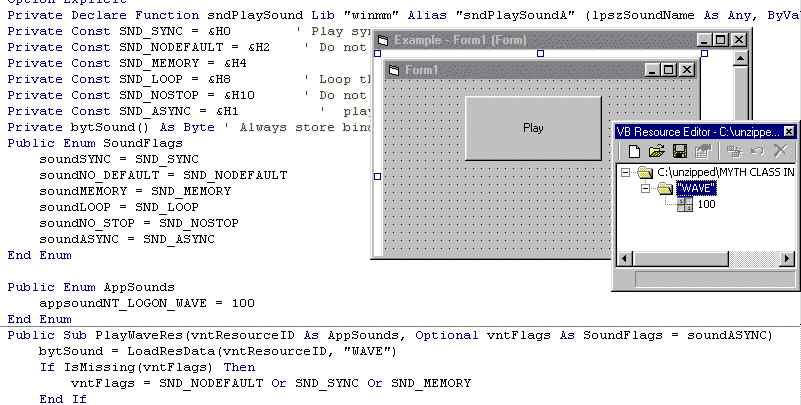 Option Explicit
Private Declare Function sndPlaySound Lib "winmm" Alias "sndPlaySoundA" (lpszSoundName As Any, ByVa
Private Const SND_SYNC = &H0 ' Play sy
Private Const SND_NODEFAULT = &H2 ' Do not
Private Const SND_MEMORY = &H4
Private Const SND_LOOP = &H8 ' Loop th
Private Const SND_NOSTOP = &H10 ' Do not
Private Const SND_ASYNC = &H1 ' play
Private bytSound() As Byte ' Always store bin
Public Enum SoundFlags
soundSYNC = SND_SYNC
soundNO_DEFAULT = SND_NODEFAULT
soundMEMORY = SND_MEMORY
soundLOOP = SND_LOOP
soundNO_STOP = SND_NOSTOP
soundASYNC = SND_ASYNC
End Enum
Public Enum AppSounds
appsoundNT_LOGON_WAVE = 100
End Enum
Public Sub PlayWaveRes(vntResourceID As AppSounds, Optional vntFlags As SoundFlags = soundASYNC)
bytSound = LoadResData(vntResourceID, "WAVE")
If IsMissing(vntFlags) Then
vntFlags = SND_NODEFAULT Or SND_SYNC Or SND_MEMORY
End If
Example - Form1 (Form)
Form1
Play
VB Resource Editor - C:\unzippe...
C:\unzipped\MYTH CLASS IN
"WAVE"
100